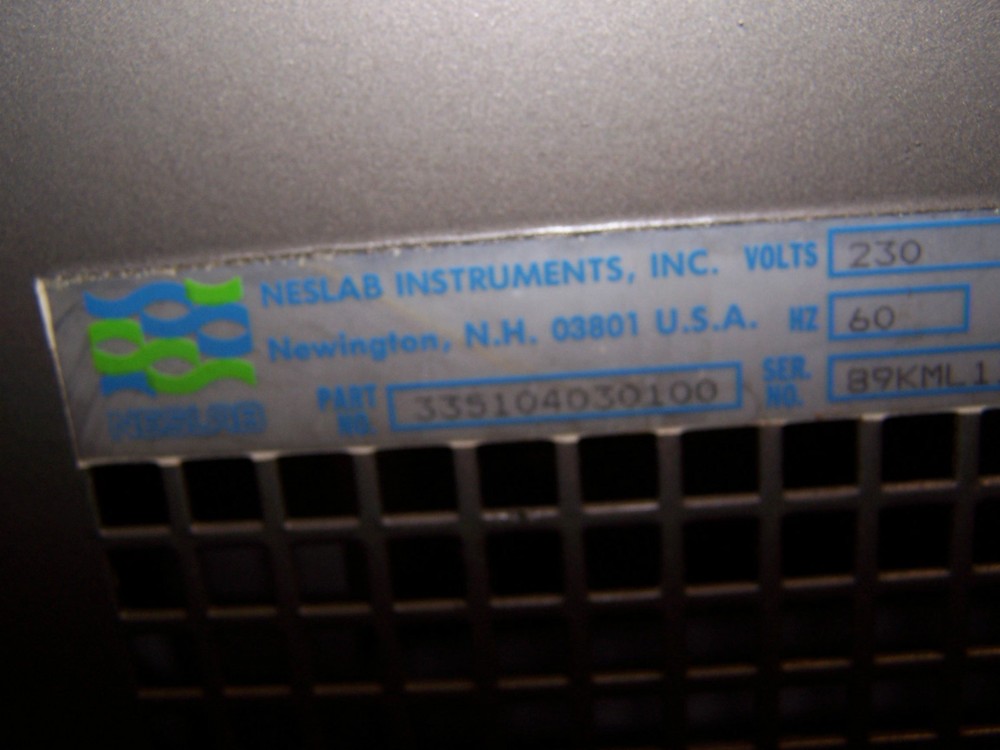 NESLAB INSTRUMENTS, INC. VOLTS 230
Newington, N.H. 03801 U.S.A. HZ 60
PART NO. 335104030100 SER. NO. 89KML1
NESLAB